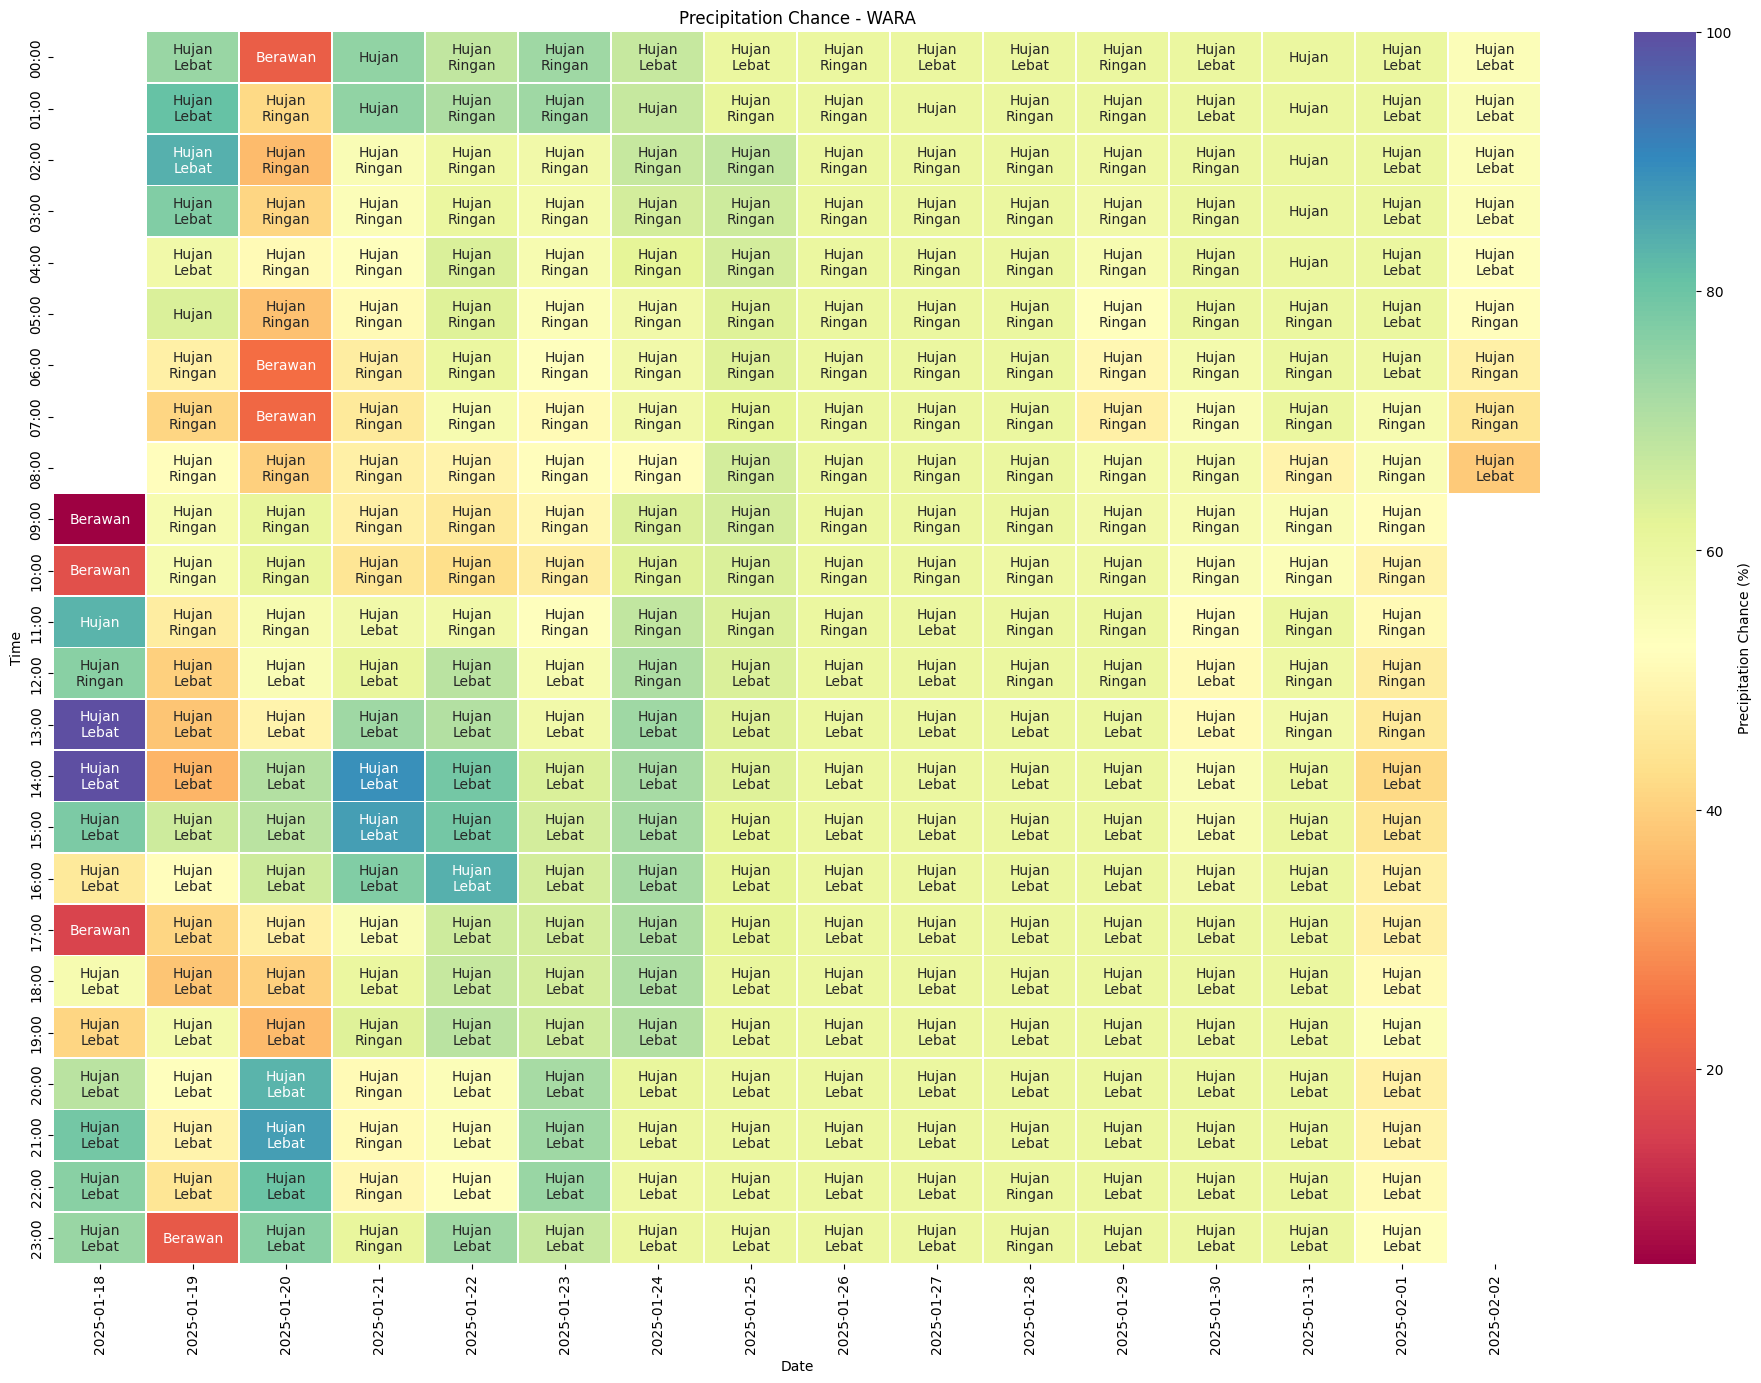 Precipitation Chance - WARA
00:00 Hujan Lebat Berawan Hujan Hujan Ringan Hujan Ringan Hujan Lebat Hujan Lebat Hujan Ringan Hujan Lebat Hujan Lebat Hujan Ringan Hujan Lebat Hujan Hujan Lebat Hujan Lebat
01:00 Hujan Lebat Hujan Ringan Hujan Hujan Ringan Hujan Ringan Hujan Hujan Ringan Hujan Ringan Hujan Hujan Ringan Hujan Ringan Hujan Lebat Hujan Hujan Lebat Hujan Lebat
02:00 Hujan Lebat Hujan Ringan Hujan Ringan Hujan Ringan Hujan Ringan Hujan Ringan Hujan Ringan Hujan Ringan Hujan Ringan Hujan Ringan Hujan Ringan Hujan Ringan Hujan Hujan Lebat Hujan Lebat
03:00 Hujan Lebat Hujan Ringan Hujan Ringan Hujan Ringan Hujan Ringan Hujan Ringan Hujan Ringan Hujan Ringan Hujan Ringan Hujan Ringan Hujan Ringan Hujan Ringan Hujan Hujan Lebat Hujan Lebat
04:00 Hujan Lebat Hujan Ringan Hujan Ringan Hujan Ringan Hujan Ringan Hujan Ringan Hujan Ringan Hujan Ringan Hujan Ringan Hujan Ringan Hujan Ringan Hujan Ringan Hujan Hujan Lebat Hujan Lebat
05:00 Hujan Hujan Ringan Hujan Ringan Hujan Ringan Hujan Ringan Hujan Ringan Hujan Ringan Hujan Ringan Hujan Ringan Hujan Ringan Hujan Ringan Hujan Ringan Hujan Ringan Hujan Lebat Hujan Ringan
06:00 Hujan Ringan Berawan Hujan Ringan Hujan Ringan Hujan Ringan Hujan Ringan Hujan Ringan Hujan Ringan Hujan Ringan Hujan Ringan Hujan Ringan Hujan Ringan Hujan Ringan Hujan Lebat Hujan Ringan
07:00 Hujan Ringan Berawan Hujan Ringan Hujan Ringan Hujan Ringan Hujan Ringan Hujan Ringan Hujan Ringan Hujan Ringan Hujan Ringan Hujan Ringan Hujan Ringan Hujan Ringan Hujan Ringan Hujan Ringan
08:00 Hujan Ringan Hujan Ringan Hujan Ringan Hujan Ringan Hujan Ringan Hujan Ringan Hujan Ringan Hujan Ringan Hujan Ringan Hujan Ringan Hujan Ringan Hujan Ringan Hujan Ringan Hujan Ringan Hujan Lebat
09:00 Berawan Hujan Ringan Hujan Ringan Hujan Ringan Hujan Ringan Hujan Ringan Hujan Ringan Hujan Ringan Hujan Ringan Hujan Ringan Hujan Ringan Hujan Ringan Hujan Ringan Hujan Ringan Hujan Ringan
10:00 Berawan Hujan Ringan Hujan Ringan Hujan Ringan Hujan Ringan Hujan Ringan Hujan Ringan Hujan Ringan Hujan Ringan Hujan Ringan Hujan Ringan Hujan Ringan Hujan Ringan Hujan Ringan Hujan Ringan
11:00 Hujan Hujan Ringan Hujan Ringan Hujan Lebat Hujan Ringan Hujan Ringan Hujan Ringan Hujan Ringan Hujan Ringan Hujan Lebat Hujan Ringan Hujan Ringan Hujan Ringan Hujan Ringan Hujan Ringan
12:00 Hujan Ringan Hujan Lebat Hujan Lebat Hujan Lebat Hujan Lebat Hujan Lebat Hujan Ringan Hujan Lebat Hujan Lebat Hujan Lebat Hujan Ringan Hujan Ringan Hujan Lebat Hujan Ringan Hujan Ringan
13:00 Hujan Lebat Hujan Lebat Hujan Lebat Hujan Lebat Hujan Lebat Hujan Lebat Hujan Lebat Hujan Lebat Hujan Lebat Hujan Lebat Hujan Lebat Hujan Lebat Hujan Lebat Hujan Ringan Hujan Ringan
14:00 Hujan Lebat Hujan Lebat Hujan Lebat Hujan Lebat Hujan Lebat Hujan Lebat Hujan Lebat Hujan Lebat Hujan Lebat Hujan Lebat Hujan Lebat Hujan Lebat Hujan Lebat Hujan Lebat Hujan Lebat
15:00 Hujan Lebat Hujan Lebat Hujan Lebat Hujan Lebat Hujan Lebat Hujan Lebat Hujan Lebat Hujan Lebat Hujan Lebat Hujan Lebat Hujan Lebat Hujan Lebat Hujan Lebat Hujan Lebat Hujan Lebat
16:00 Hujan Lebat Hujan Lebat Hujan Lebat Hujan Lebat Hujan Lebat Hujan Lebat Hujan Lebat Hujan Lebat Hujan Lebat Hujan Lebat Hujan Lebat Hujan Lebat Hujan Lebat Hujan Lebat Hujan Lebat
17:00 Berawan Hujan Lebat Hujan Lebat Hujan Lebat Hujan Lebat Hujan Lebat Hujan Lebat Hujan Lebat Hujan Lebat Hujan Lebat Hujan Lebat Hujan Lebat Hujan Lebat Hujan Lebat Hujan Lebat
18:00 Hujan Lebat Hujan Lebat Hujan Lebat Hujan Lebat Hujan Lebat Hujan Lebat Hujan Lebat Hujan Lebat Hujan Lebat Hujan Lebat Hujan Lebat Hujan Lebat Hujan Lebat Hujan Lebat Hujan Lebat
19:00 Hujan Lebat Hujan Lebat Hujan Lebat Hujan Ringan Hujan Lebat Hujan Lebat Hujan Lebat Hujan Lebat Hujan Lebat Hujan Lebat Hujan Lebat Hujan Lebat Hujan Lebat Hujan Lebat Hujan Lebat
20:00 Hujan Lebat Hujan Lebat Hujan Lebat Hujan Ringan Hujan Lebat Hujan Lebat Hujan Lebat Hujan Lebat Hujan Lebat Hujan Lebat Hujan Lebat Hujan Lebat Hujan Lebat Hujan Lebat Hujan Lebat
21:00 Hujan Lebat Hujan Lebat Hujan Lebat Hujan Ringan Hujan Lebat Hujan Lebat Hujan Lebat Hujan Lebat Hujan Lebat Hujan Lebat Hujan Lebat Hujan Lebat Hujan Lebat Hujan Lebat Hujan Lebat
22:00 Hujan Lebat Hujan Lebat Hujan Lebat Hujan Ringan Hujan Lebat Hujan Lebat Hujan Lebat Hujan Lebat Hujan Lebat Hujan Lebat Hujan Ringan Hujan Lebat Hujan Lebat Hujan Lebat Hujan Lebat
23:00 Hujan Lebat Berawan Hujan Lebat Hujan Ringan Hujan Lebat Hujan Lebat Hujan Lebat Hujan Lebat Hujan Lebat Hujan Lebat Hujan Ringan Hujan Lebat Hujan Lebat Hujan Lebat Hujan Lebat
Time
2025-01-18 2025-01-19 2025-01-20 2025-01-21 2025-01-22 2025-01-23 2025-01-24 2025-01-25 2025-01-26 2025-01-27 2025-01-28 2025-01-29 2025-01-30 2025-01-31 2025-02-01 2025-02-02
Date
100
80
60
40
20
Precipitation Chance (%)